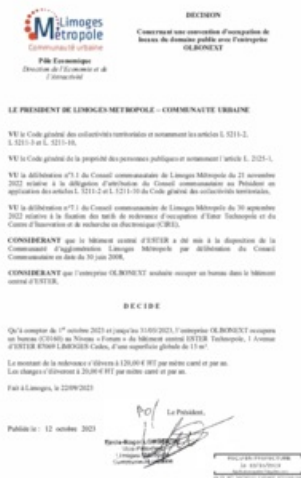 Limoges
Métropole
Communauté urbaine
Pôle Economique
Direction de l'Economie et de
l'Attractivité
DECISION
Concernant une convention d'occupation de
locaux du domaine public avec l'entreprise
OLBONEXT
LE PRESIDENT DE LIMOGES METROPOLE – COMMUNAUTE URBAINE
VU le Code général des collectivités territoriales et notamment les articles L 5211-2,
L 5211-9 et L 5211-10,
VU le Code général de la propriété des personnes publiques et notamment l'article L. 2125-1,
VU la délibération n°5.1 du Conseil communautaire de Limoges Métropole du 21 novembre
2022 relative à la délégation d'attribution du Conseil communautaire au Président en
application des articles L 5211-2 et L 5211-10 du Code général des collectivités territoriales,
VU la délibération n°7.1 du Conseil communautaire de Limoges Métropole du 30 septembre
2022 relative à la fixation des tarifs de redevance d'occupation d'Ester Technopole et du
Centre d'Innovation et de recherche en électronique (CIRE),
CONSIDERANT que le bâtiment central d'ESTER a été mis à la disposition de la
Communauté d'agglomération Limoges Métropole par délibération du Conseil
Communautaire en date du 30 juin 2008,
CONSIDERANT que l'entreprise OLBONEXT souhaite occuper un bureau dans le bâtiment
central d'ESTER,
DECIDE
Qu'à compter du 1er octobre 2023 et jusqu'au 31/03/2023, l'entreprise OLBONEXT occupera
un bureau (C0160) au Niveau « Forum » du bâtiment central ESTER Technopole, 1 Avenue
d'ESTER 87069 LIMOGES Cedex, d'une superficie globale de 13 m².
Le montant de la redevance s'élèvera à 120,00 € HT par mètre carré et par an.
Les charges s'élèveront à 20,00 € HT par mètre carré et par an.
Fait à Limoges, le 22/09/2023
Le Président,
Publié le : 12 octobre 2023